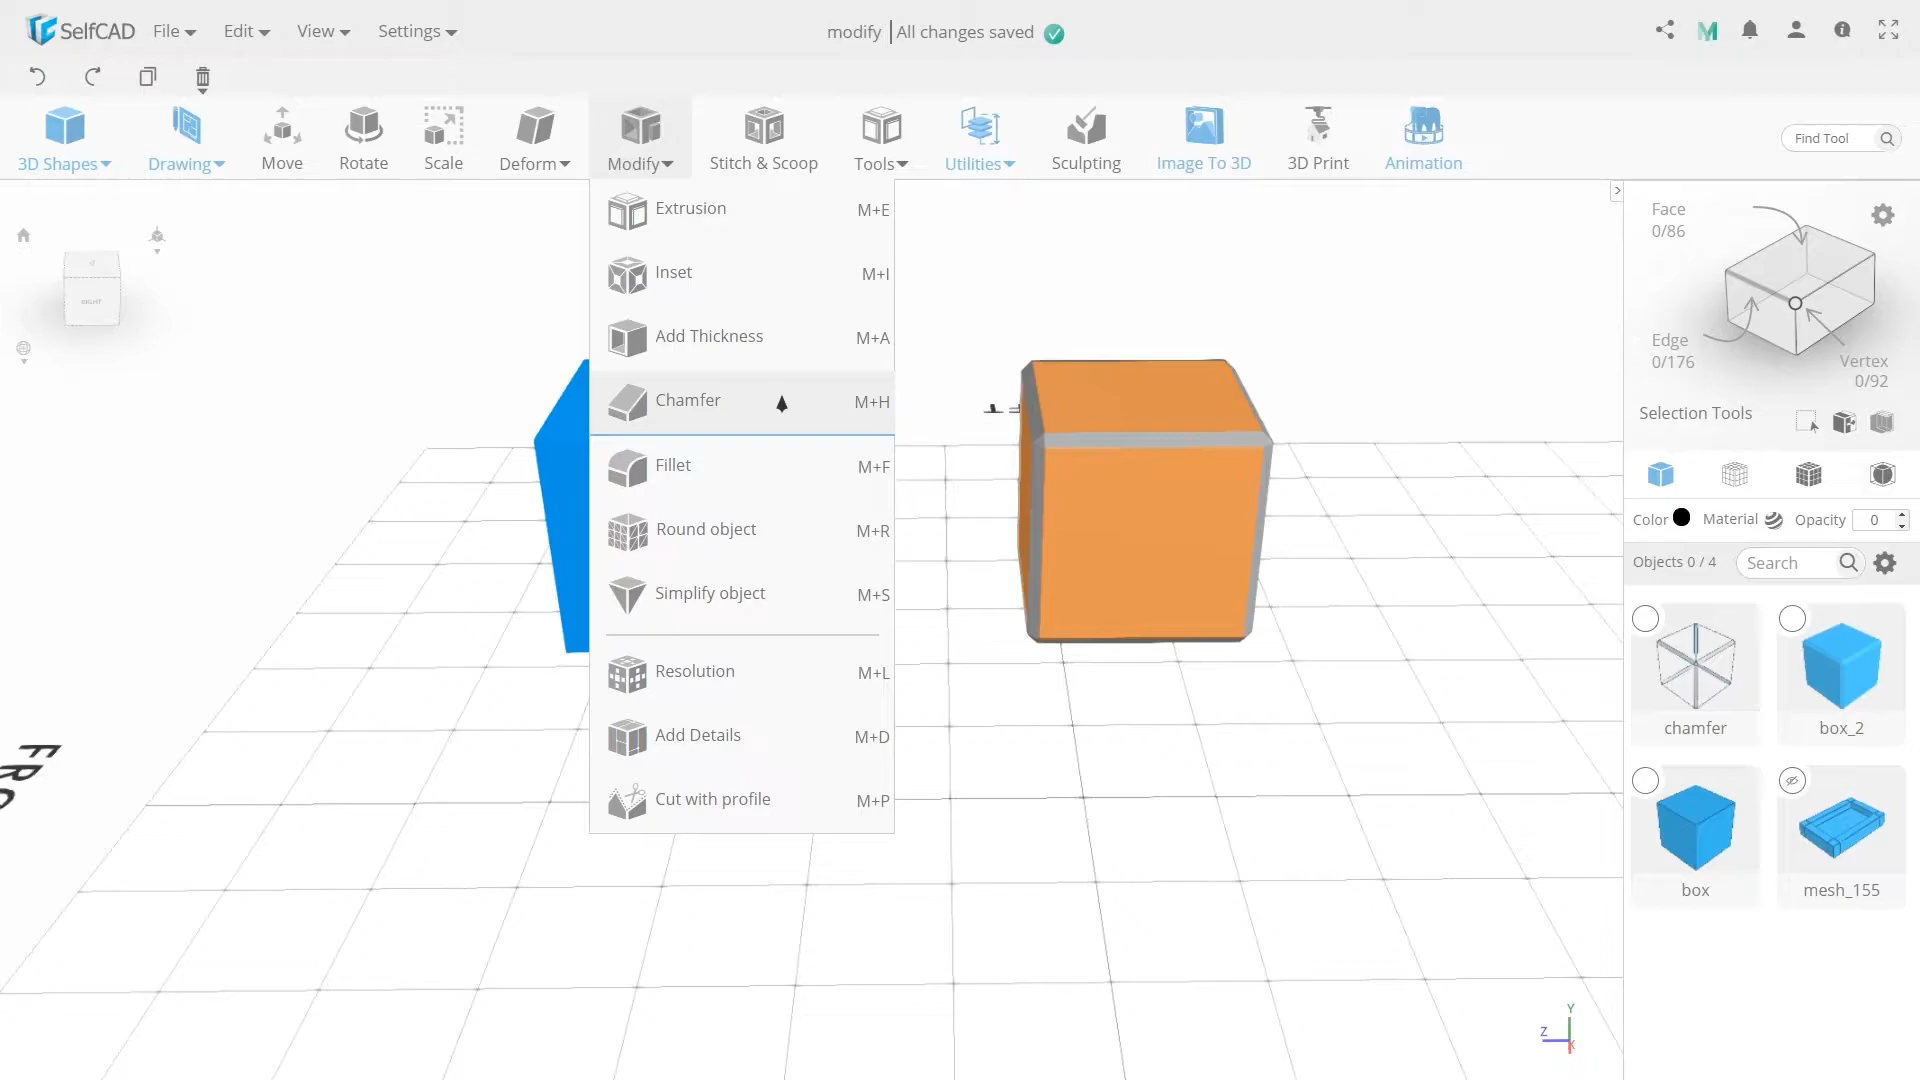 SelfCAD File Edit View Settings modify All changes saved
3D Shapes Drawing Move Rotate Scale Deform Modify Stitch & Scoop Tools Utilities Sculpting Image To 3D 3D Print Animation Find Tool
Extrusion M+E
Inset M+I
Add Thickness M+A
Chamfer M+H
Fillet M+F
Round object M+R
Simplify object M+S
Resolution M+L
Add Details M+D
Cut with profile M+P
RIGHT
FRO
Face
0/86
Edge
0/176
Vertex
0/92
Selection Tools
Color Material Opacity 0
Objects 0 / 4 Search
chamfer box_2
box mesh_155
Y
Z
X